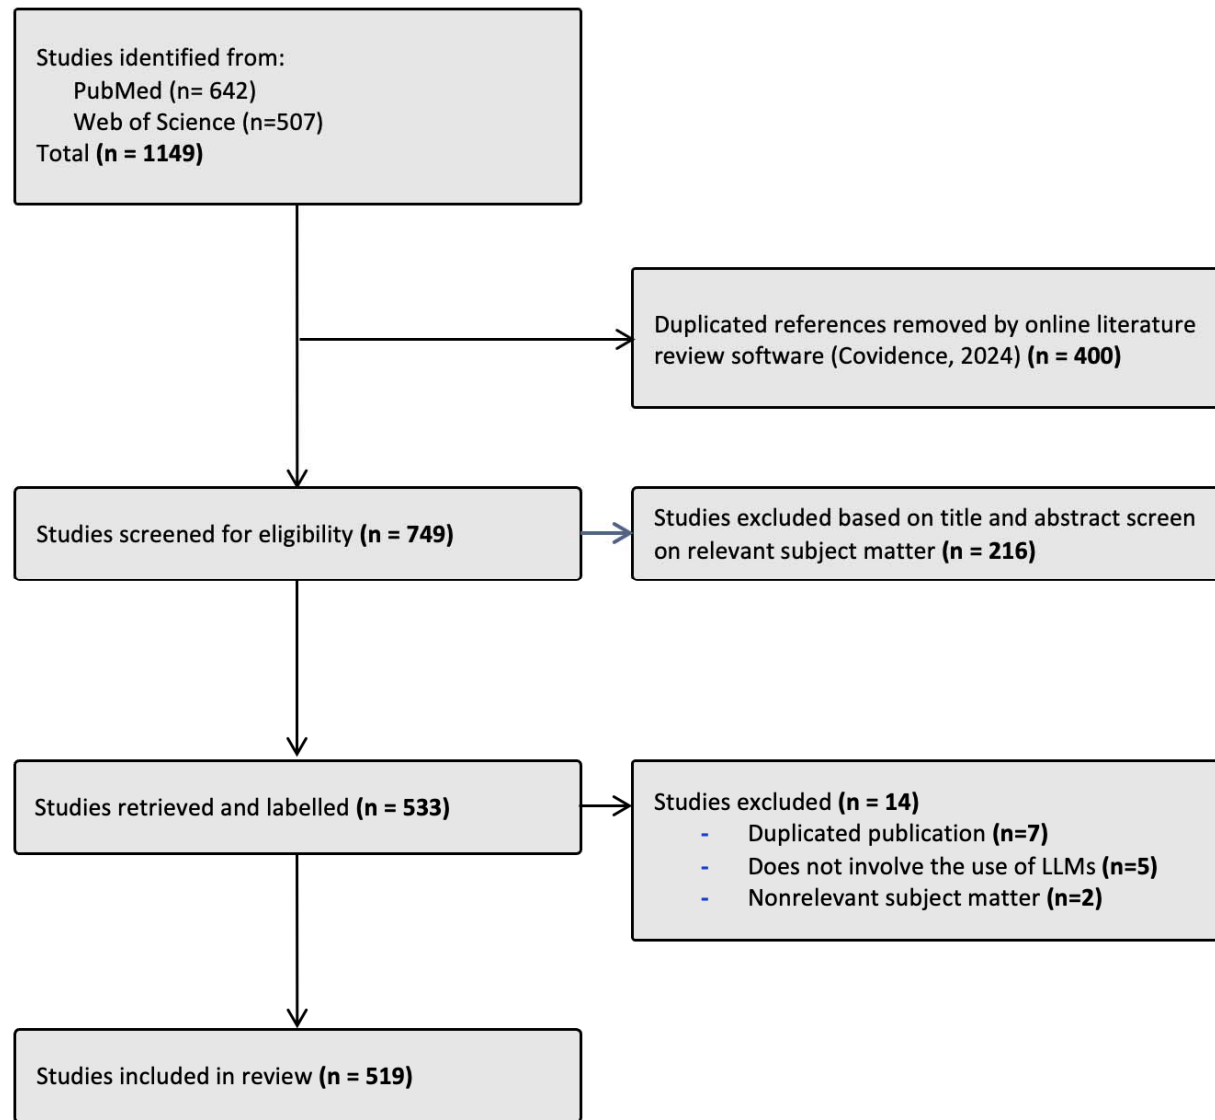 Studies identified from:
PubMed (n= 642)
Web of Science (n=507)
Total (n = 1149)
Duplicated references removed by online literature
review software (Covidence, 2024) (n = 400)
Studies screened for eligibility (n = 749)
Studies excluded based on title and abstract screen
on relevant subject matter (n = 216)
Studies retrieved and labelled (n = 533)
Studies excluded (n = 14)
- Duplicated publication (n=7)
- Does not involve the use of LLMs (n=5)
- Nonrelevant subject matter (n=2)
Studies included in review (n = 519)